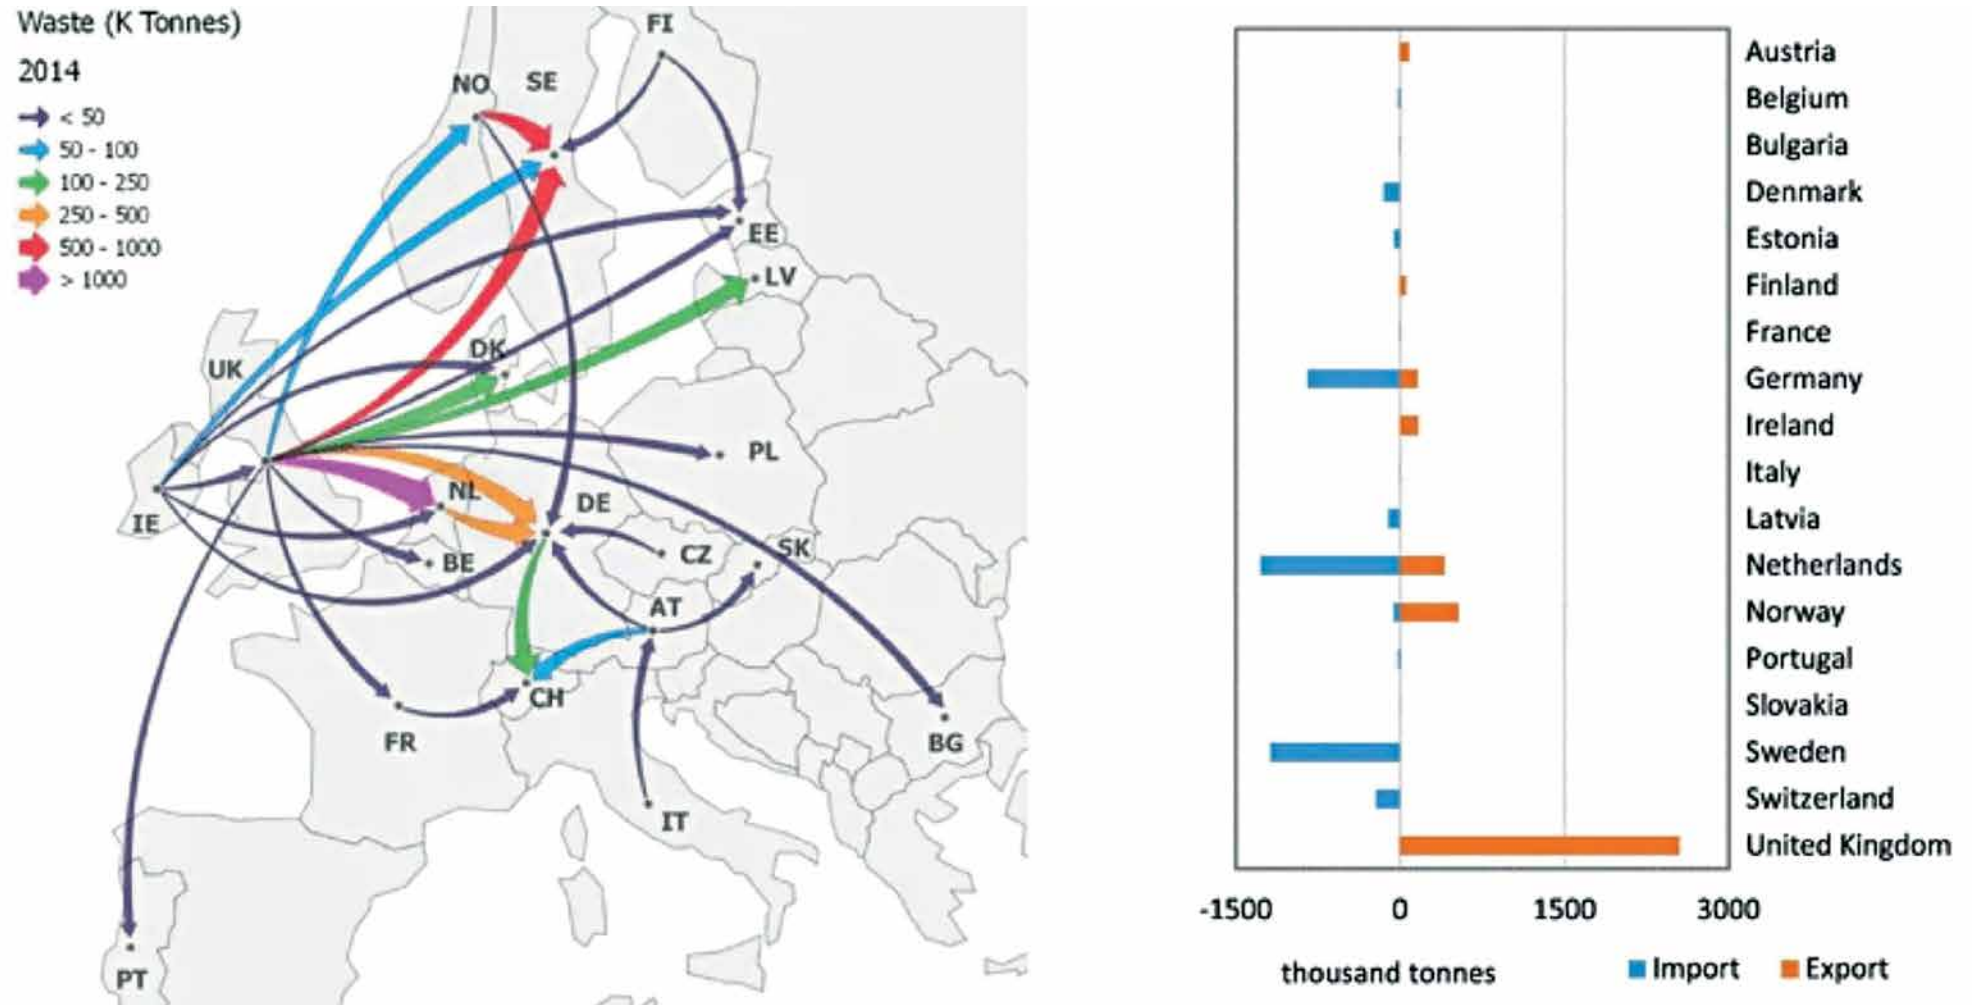 Waste (K Tonnes)
2014
< 50
50 - 100
100 - 250
250 - 500
500 - 1000
> 1000
FI
NO
SE
EE
LV
DK
UK
PL
NL
DE
IE
BE
CZ
SK
AT
CH
FR
BG
IT
PT
Austria
Belgium
Bulgaria
Denmark
Estonia
Finland
France
Germany
Ireland
Italy
Latvia
Netherlands
Norway
Portugal
Slovakia
Sweden
Switzerland
United Kingdom
-1500 0 1500 3000
thousand tonnes Import Export